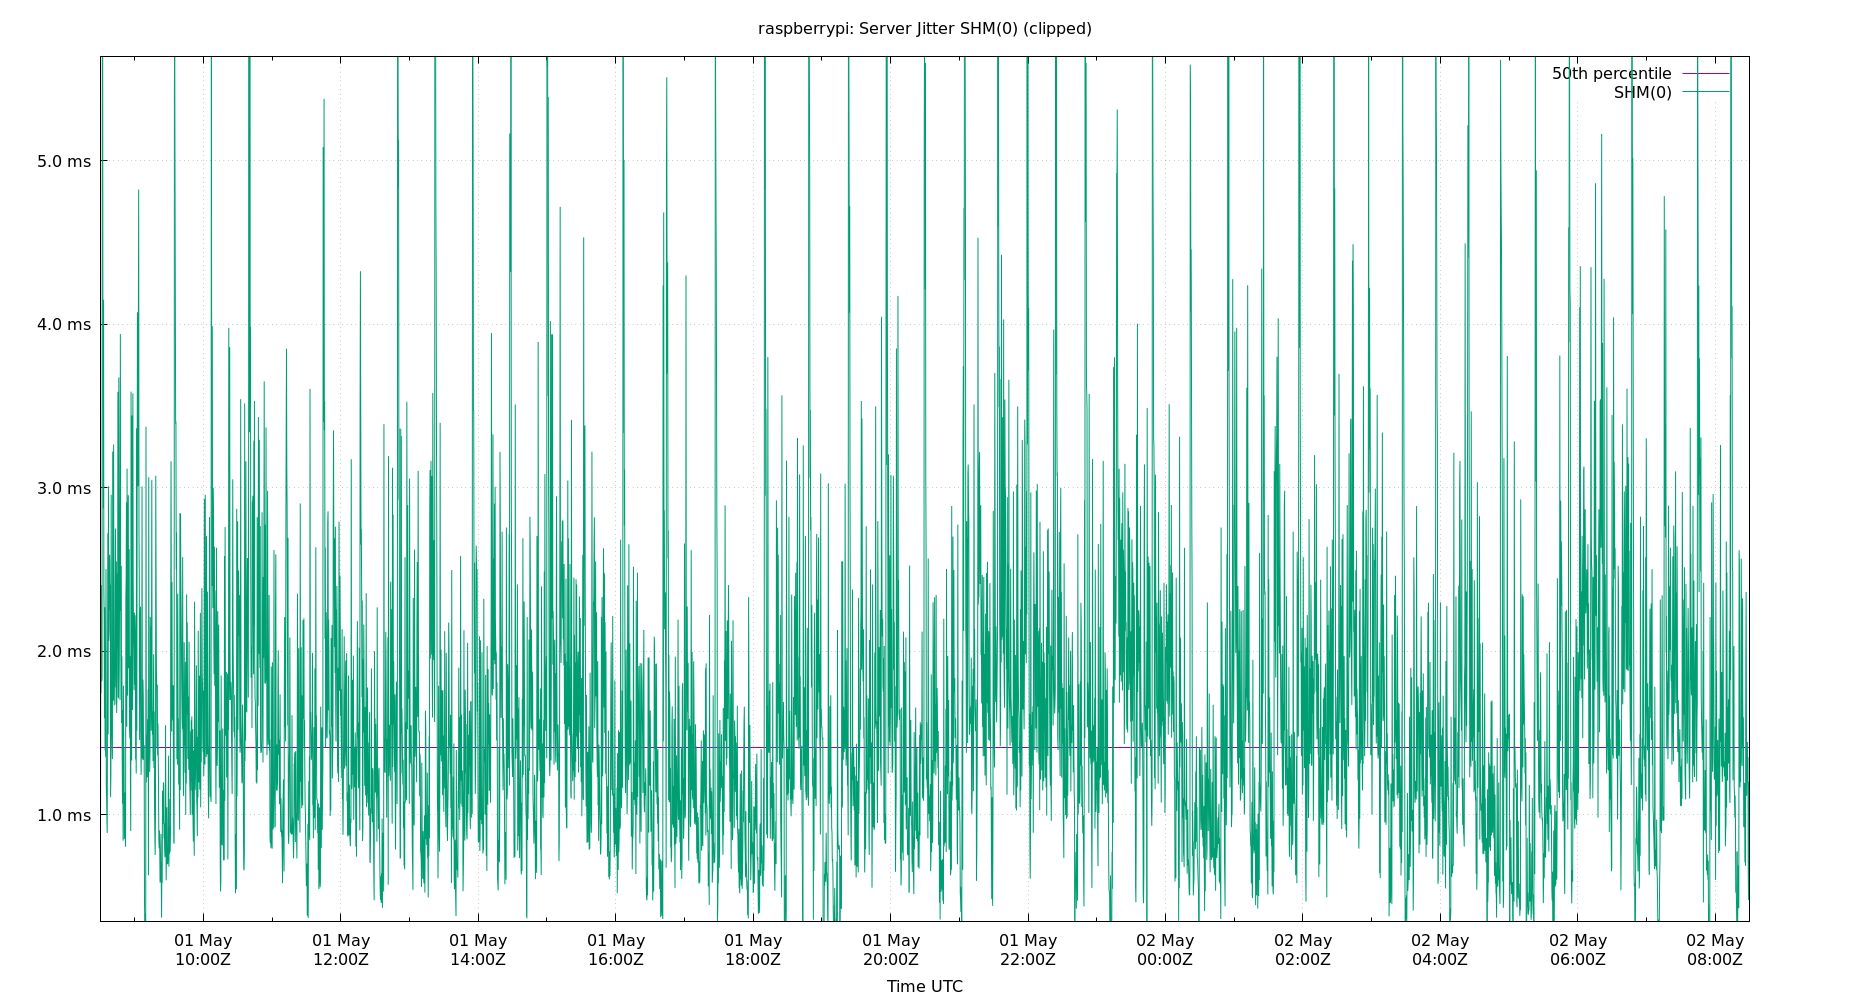 raspberrypi: Server Jitter SHM(0) (clipped)
50th percentile
SHM(0)
5.0 ms
4.0 ms
3.0 ms
2.0 ms
1.0 ms
01 May 01 May 01 May 01 May 01 May 01 May 01 May 02 May 02 May 02 May 02 May 02 May
10:00Z 12:00Z 14:00Z 16:00Z 18:00Z 20:00Z 22:00Z 00:00Z 02:00Z 04:00Z 06:00Z 08:00Z
Time UTC